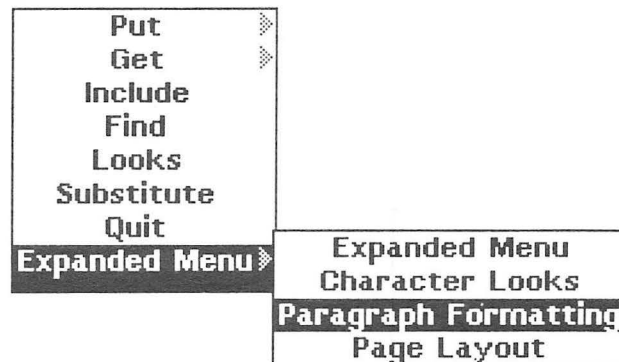 Put
Get
Include
Find
Looks
Substitute
Quit
Expanded Menu
Expanded Menu
Character Looks
Paragraph Formatting
Page Layout